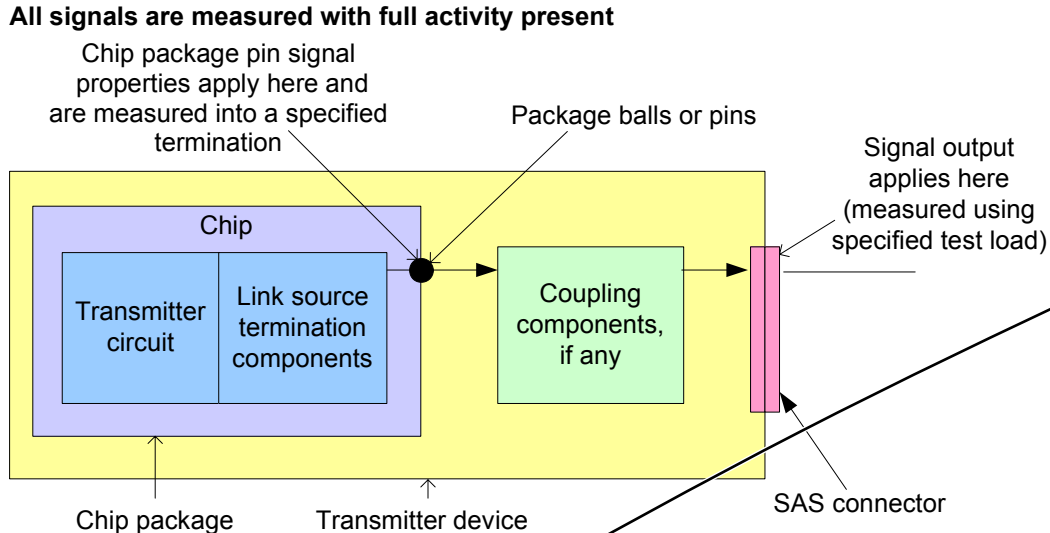 All signals are measured with full activity present
Chip package pin signal
properties apply here and
are measured into a specified
termination
Package balls or pins
Signal output
applies here
(measured using
specified test load)
Chip
Transmitter
circuit
Link source
termination
components
Coupling
components,
if any
SAS connector
Chip package
Transmitter device